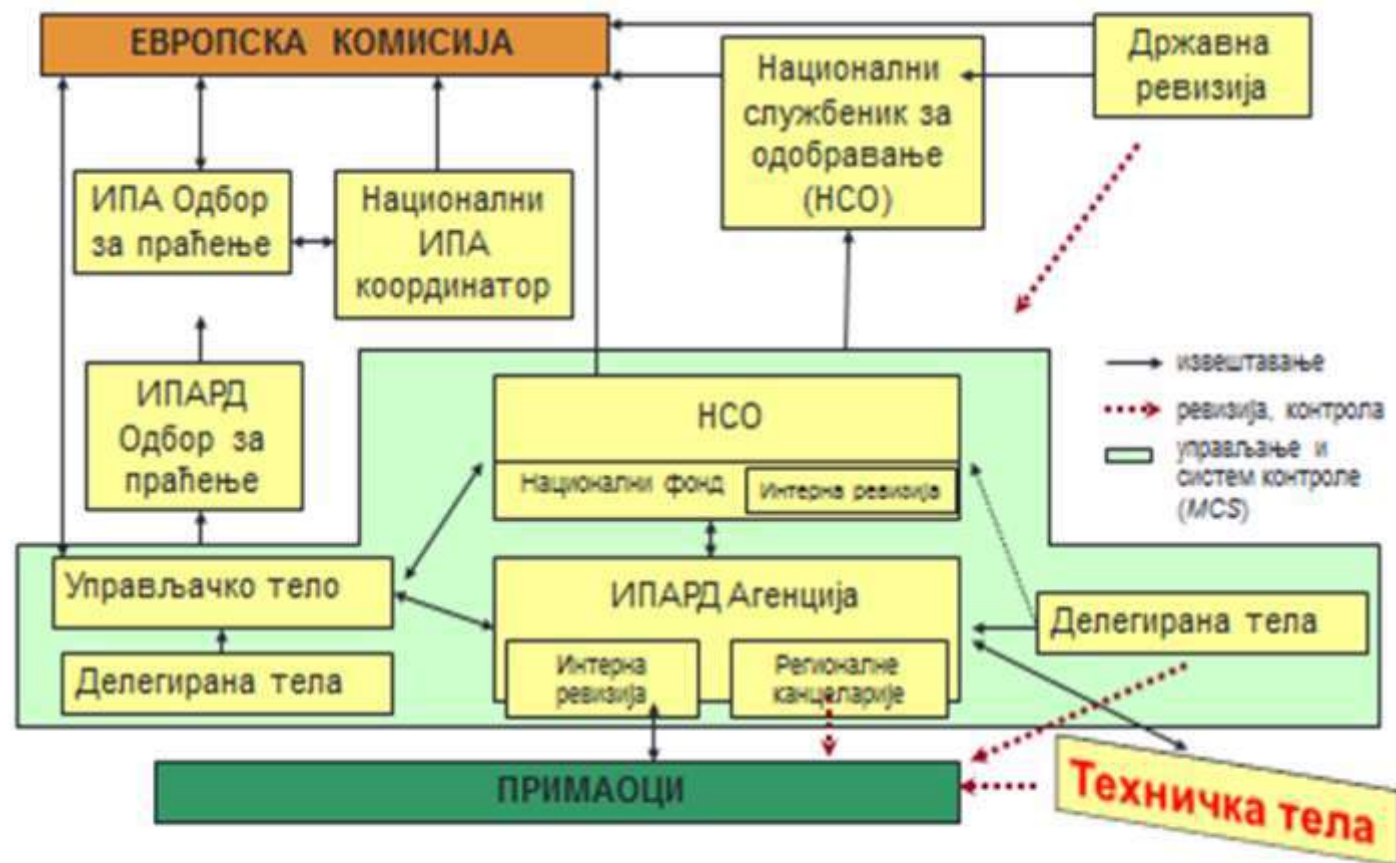 ЕВРОПСКА КОМИСИЈА
Национални
службеник за
одобравање
(НСО)
Државна
ревизија
ИПА Одбор
за праћење
Национални
ИПА
координатор
ИПАРД
Одбор за
праћење
извештавање
ревизија, контрола
управљање и
систем контроле
(MCS)
НСО
Национални фонд
Интерна ревизија
Управљачко тело
Делегирана тела
ИПАРД Агенција
Интерна
ревизија
Регионалне
канцеларије
Делегирана тела
ПРИМАОЦИ
Техничка тела